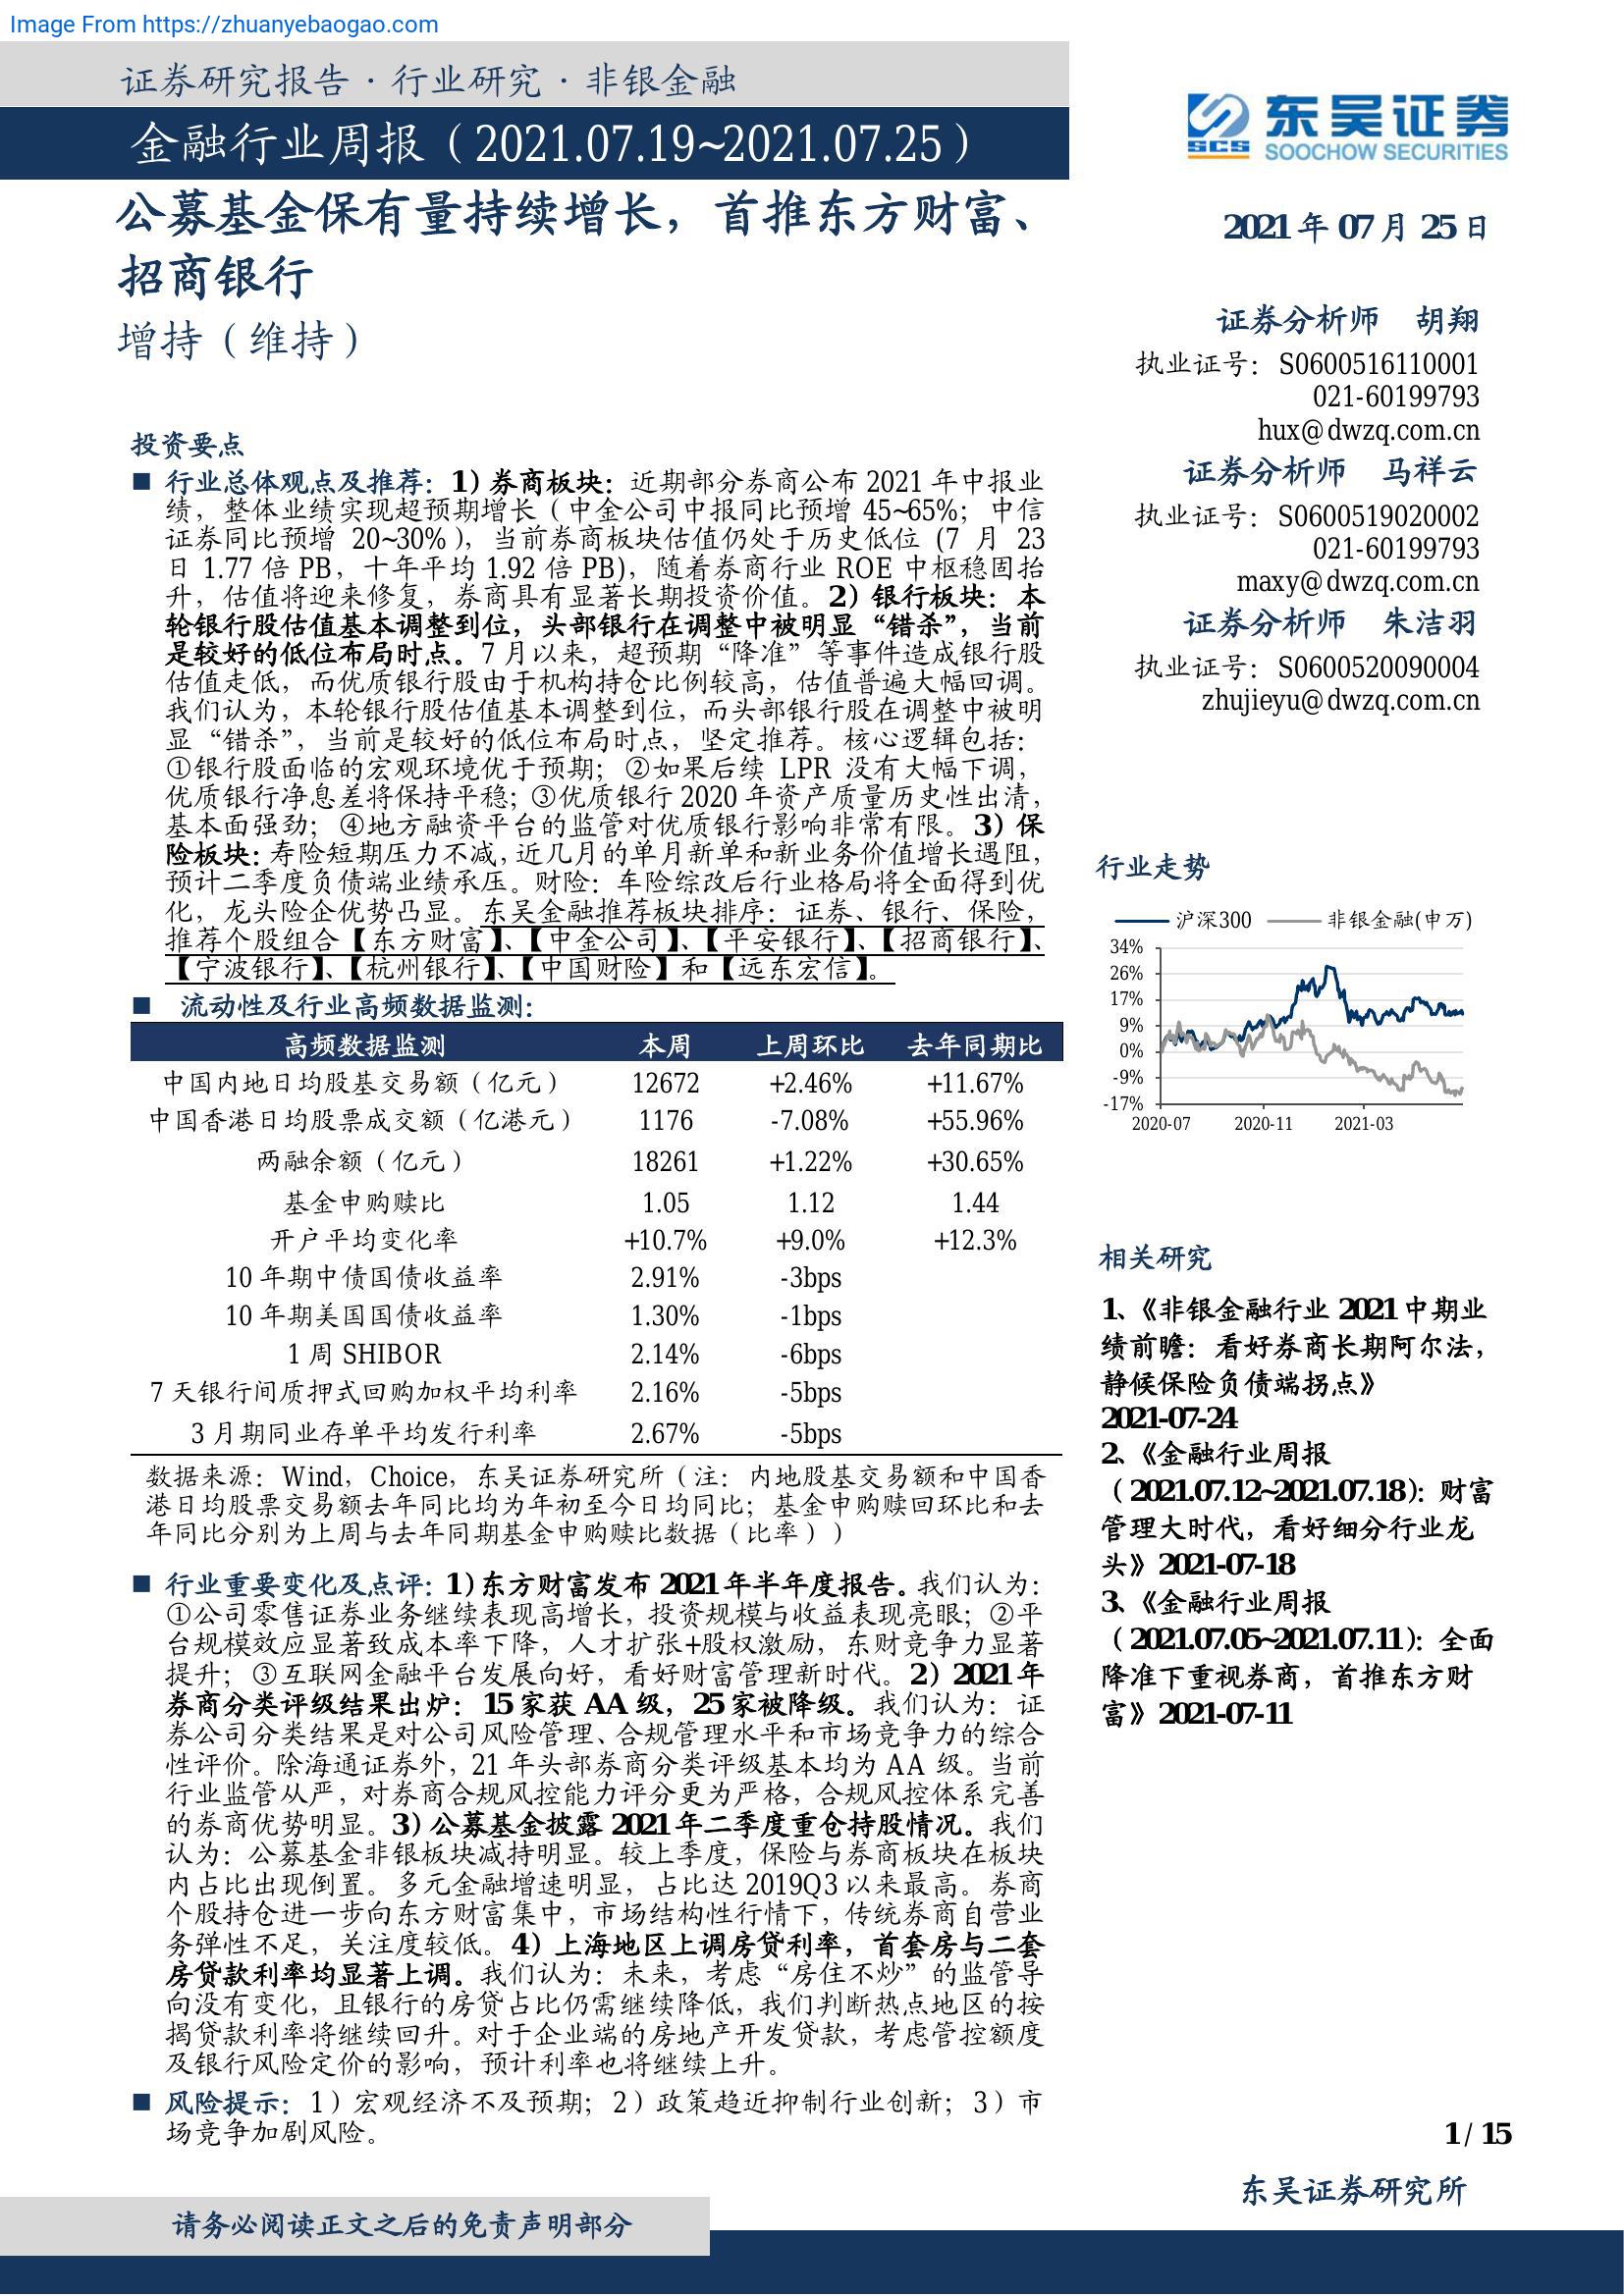 Image From https://zhuanyebaogao.com
证券研究报告·行业研究·非银金融
金融行业周报（2021.07.19~2021.07.25）
东吴证券
SCS
SOOCHOW SECURITIES
公募基金保有量持续增长，首推东方财富、
招商银行
增持（维持）
2021 年 07 月 25 日
证券分析师 胡翔
执业证号：S0600516110001
021-60199793
hux@dwzq.com.cn
证券分析师 马祥云
执业证号：S0600519020002
021-60199793
maxy@dwzq.com.cn
证券分析师 朱洁羽
执业证号：S0600520090004
zhujieyu@dwzq.com.cn
投资要点
■ 行业总体观点及推荐：1）券商板块：近期部分券商公布 2021 年中报业
绩，整体业绩实现超预期增长（中金公司中报同比预增 45~65%；中信
证券同比预增 20~30%），当前券商板块估值仍处于历史低位（7 月 23
日 1.77 倍 PB，十年平均 1.92 倍 PB），随着券商行业 ROE 中枢稳固抬
升，估值将迎来修复，券商具有显著长期投资价值。2）银行板块：本
轮银行股估值基本调整到位，头部银行在调整中被明显“错杀”，当前
是较好的低位布局时点。7 月以来，超预期“降准”等事件造成银行股
估值走低，而优质银行股由于机构持仓比例较高，估值普遍大幅回调。
我们认为，本轮银行股估值基本调整到位，而头部银行股在调整中被明
显“错杀”，当前是较好的低位布局时点，坚定推荐。核心逻辑包括：
①银行股面临的宏观环境优于预期；②如果后续 LPR 没有大幅下调，
优质银行净息差将保持平稳；③优质银行 2020 年资产质量历史性出清，
基本面强劲；④地方融资平台的监管对优质银行影响非常有限。3）保
险板块：寿险短期压力不减，近几月的单月新单和新业务价值增长遇阻，
预计二季度负债端业绩承压。财险：车险综改后行业格局将全面得到优
化，龙头险企优势凸显。东吴金融推荐板块排序：证券、银行、保险，
推荐个股组合【东方财富】、【中金公司】、【平安银行】、【招商银行】、
【宁波银行】、【杭州银行】、【中国财险】和【远东宏信】。
■ 流动性及行业高频数据监测：
高频数据监测 本周 上周环比 去年同期比
中国内地日均股基交易额（亿元） 12672 +2.46% +11.67%
中国香港日均股票成交额（亿港元） 1176 -7.08% +55.96%
两融余额（亿元） 18261 +1.22% +30.65%
基金申购赎比 1.05 1.12 1.44
开户平均变化率 +10.7% +9.0% +12.3%
10 年期中债国债收益率 2.91% -3bps
10 年期美国国债收益率 1.30% -1bps
1 周 SHIBOR 2.14% -6bps
7 天银行间质押式回购加权平均利率 2.16% -5bps
3 月期同业存单平均发行利率 2.67% -5bps
数据来源：Wind，Choice，东吴证券研究所（注：内地股基交易额和中国香
港日均股票交易额去年同比均为年初至今日均同比；基金申购赎回环比和去
年同比分别为上周与去年同期基金申购赎比数据（比率））
■ 行业重要变化及点评：1）东方财富发布 2021 年半年度报告。我们认为：
①公司零售证券业务继续表现高增长，投资规模与收益表现亮眼；②平
台规模效应显著致成本率下降，人才扩张+股权激励，东财竞争力显著
提升；③互联网金融平台发展向好，看好财富管理新时代。2）2021 年
券商分类评级结果出炉：15 家获 AA 级，25 家被降级。我们认为：证
券公司分类结果是对公司风险管理、合规管理水平和市场竞争力的综合
性评价。除海通证券外，21 年头部券商分类评级基本均为 AA 级。当前
行业监管从严，对券商合规风控能力评分更为严格，合规风控体系完善
的券商优势明显。3）公募基金披露 2021 年二季度重仓持股情况。我们
认为：公募基金非银板块减持明显。较上季度，保险与券商板块在板块
内占比出现倒置。多元金融增速明显，占比达 2019Q3 以来最高。券商
个股持仓进一步向东方财富集中，市场结构性行情下，传统券商自营业
务弹性不足，关注度较低。4）上海地区上调房贷利率，首套房与二套
房贷款利率均显著上调。我们认为：未来，考虑“房住不炒”的监管导
向没有变化，且银行的房贷占比仍需继续降低，我们判断热点地区的按
揭贷款利率将继续回升。对于企业端的房地产开发贷款，考虑管控额度
及银行风险定价的影响，预计利率也将继续上升。
■ 风险提示：1）宏观经济不及预期；2）政策趋近抑制行业创新；3）市
场竞争加剧风险。
行业走势
沪深300 非银金融(申万)
34%
26%
17%
9%
0%
-9%
-17%
2020-07 2020-11 2021-03
相关研究
1、《非银金融行业 2021 中期业
绩前瞻：看好券商长期阿尔法，
静候保险负债端拐点》
2021-07-24
2、《金融行业周报
（2021.07.12~2021.07.18）：财富
管理大时代，看好细分行业龙
头》2021-07-18
3、《金融行业周报
（2021.07.05~2021.07.11）：全面
降准下重视券商，首推东方财
富》2021-07-11
1 / 15
东吴证券研究所
请务必阅读正文之后的免责声明部分